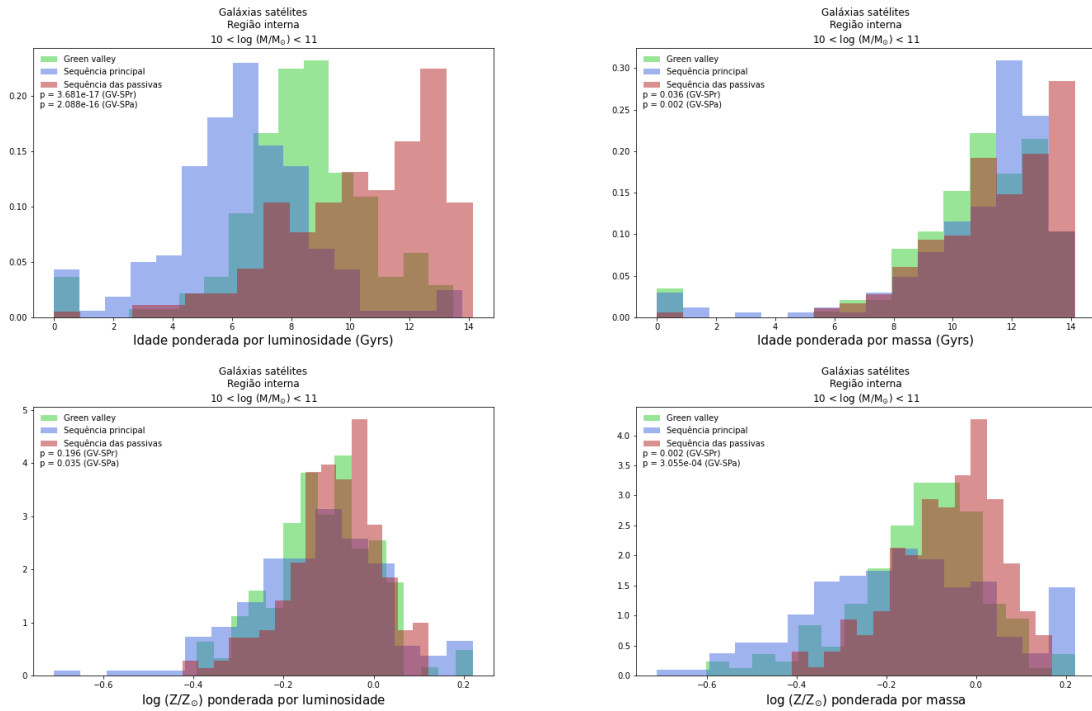 Galáxias satélites
Região interna
10 < log (M/M☉) < 11
Green valley
Sequência principal
Sequência das passivas
p = 3.681e-17 (GV-SPr)
p = 2.088e-16 (GV-SPa)
0.20
0.15
0.10
0.05
0.00
0 2 4 6 8 10 12 14
Idade ponderada por luminosidade (Gyrs)
Galáxias satélites
Região interna
10 < log (M/M☉) < 11
Green valley
Sequência principal
Sequência das passivas
p = 0.036 (GV-SPr)
p = 0.002 (GV-SPa)
0.30
0.25
0.20
0.15
0.10
0.05
0.00
0 2 4 6 8 10 12 14
Idade ponderada por massa (Gyrs)
Galáxias satélites
Região interna
10 < log (M/M☉) < 11
Green valley
Sequência principal
Sequência das passivas
p = 0.196 (GV-SPr)
p = 0.035 (GV-SPa)
5
4
3
2
1
0
−0.6 −0.4 −0.2 0.0 0.2
log (Z/Z☉) ponderada por luminosidade
Galáxias satélites
Região interna
10 < log (M/M☉) < 11
Green valley
Sequência principal
Sequência das passivas
p = 0.002 (GV-SPr)
p = 3.055e-04 (GV-SPa)
4.0
3.5
3.0
2.5
2.0
1.5
1.0
0.5
0.0
−0.6 −0.4 −0.2 0.0 0.2
log (Z/Z☉) ponderada por massa